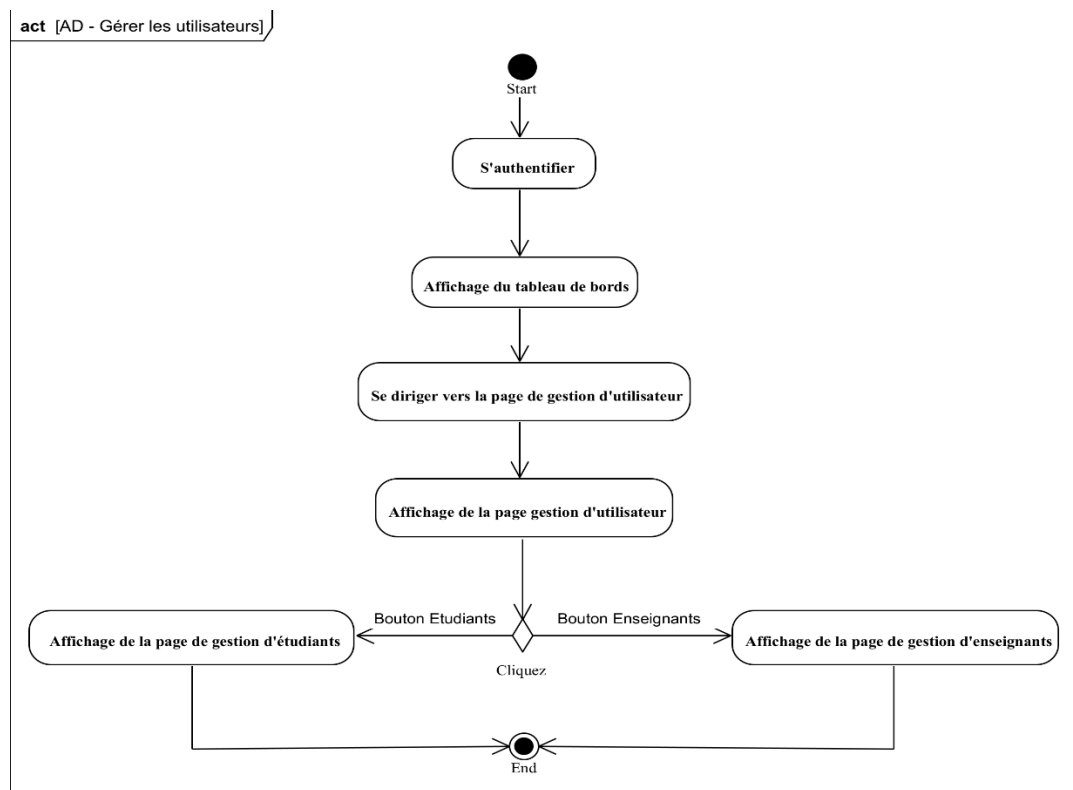 act [AD - Gérer les utilisateurs]
Start
S'authentifier
Affichage du tableau de bords
Se diriger vers la page de gestion d'utilisateur
Affichage de la page gestion d'utilisateur
Bouton Etudiants
Bouton Enseignants
Affichage de la page de gestion d'étudiants
Affichage de la page de gestion d'enseignants
Cliquez
End